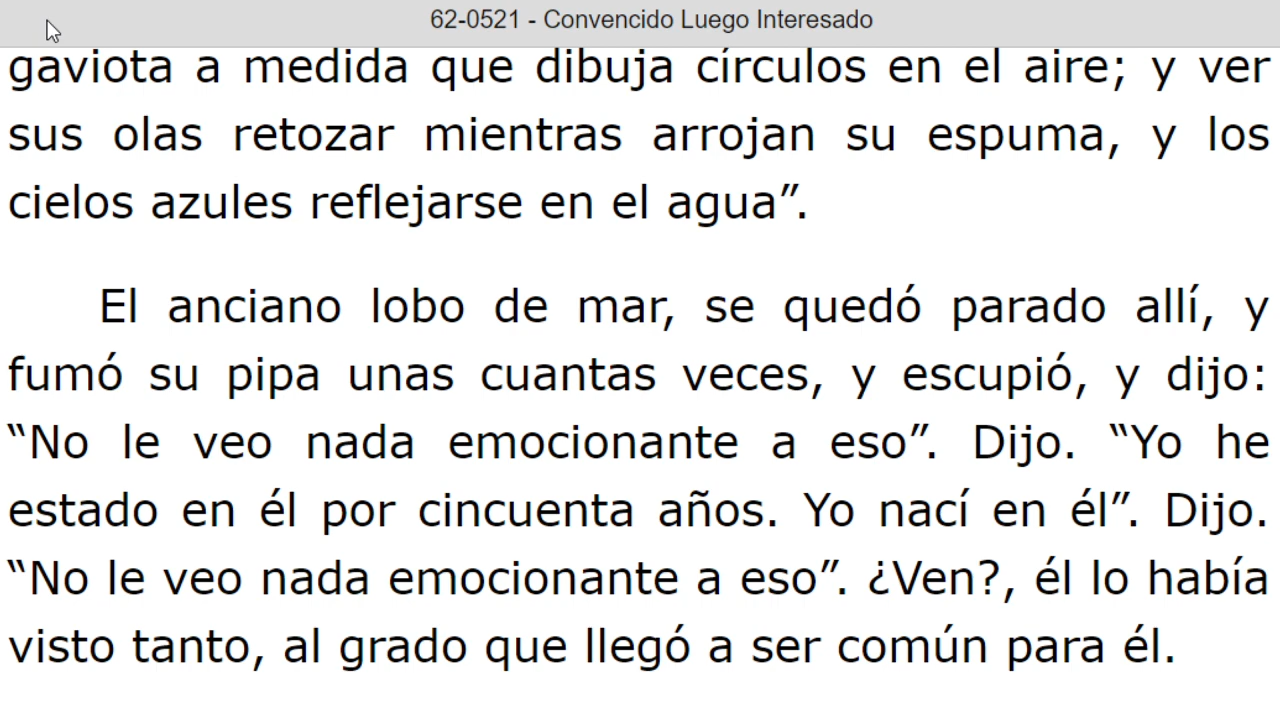 62-0521 - Convencido Luego Interesado
gaviota a medida que dibuja círculos en el aire; y ver
sus olas retozar mientras arrojan su espuma, y los
cielos azules reflejarse en el agua”.
El anciano lobo de mar, se quedó parado allí, y
fumó su pipa unas cuantas veces, y escupió, y dijo:
“No le veo nada emocionante a eso”. Dijo. “Yo he
estado en él por cincuenta años. Yo nací en él”. Dijo.
“No le veo nada emocionante a eso”. ¿Ven?, él lo había
visto tanto, al grado que llegó a ser común para él.